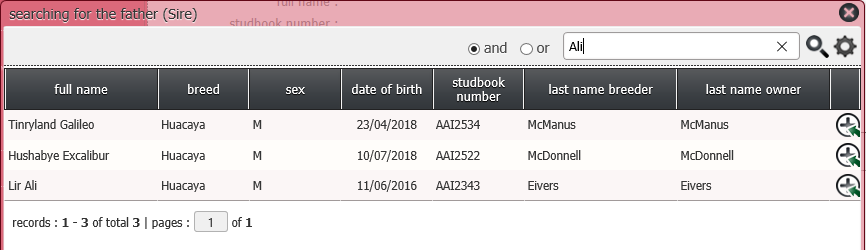 searching for the father (Sire)
full name :
studbook number :
and or Ali
full name breed sex date of birth studbook number last name breeder last name owner
Tinryland Galileo Huacaya M 23/04/2018 AAI2534 McManus McManus
Hushabye Excalibur Huacaya M 10/07/2018 AAI2522 McDonnell McDonnell
Lir Ali Huacaya M 11/06/2016 AAI2343 Eivers Eivers
records : 1 - 3 of total 3 | pages : 1 of 1